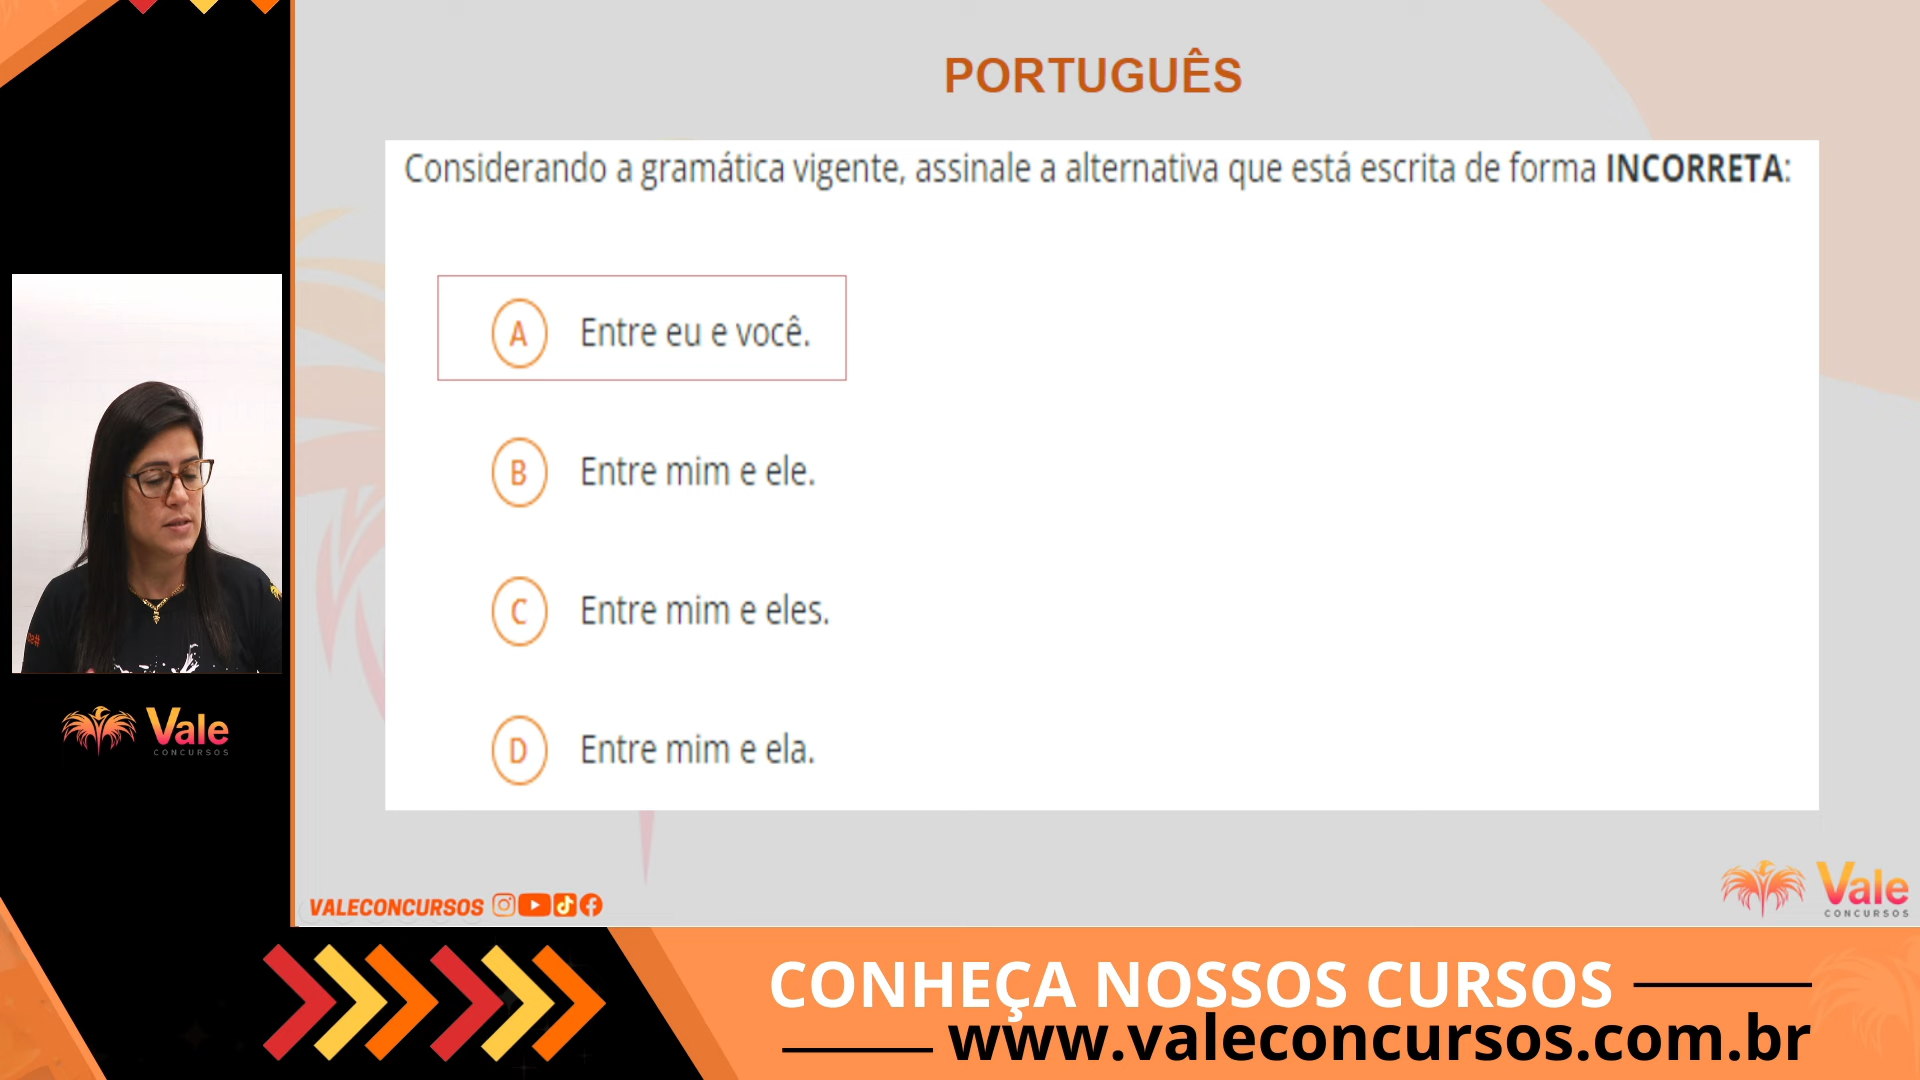 PORTUGUÊS
Considerando a gramática vigente, assinale a alternativa que está escrita de forma INCORRETA:
A Entre eu e você.
B Entre mim e ele.
C Entre mim e eles.
D Entre mim e ela.
Vale
CONCURSOS
VALECONCURSOS
Vale
CONCURSOS
CONHEÇA NOSSOS CURSOS
www.valeconcursos.com.br